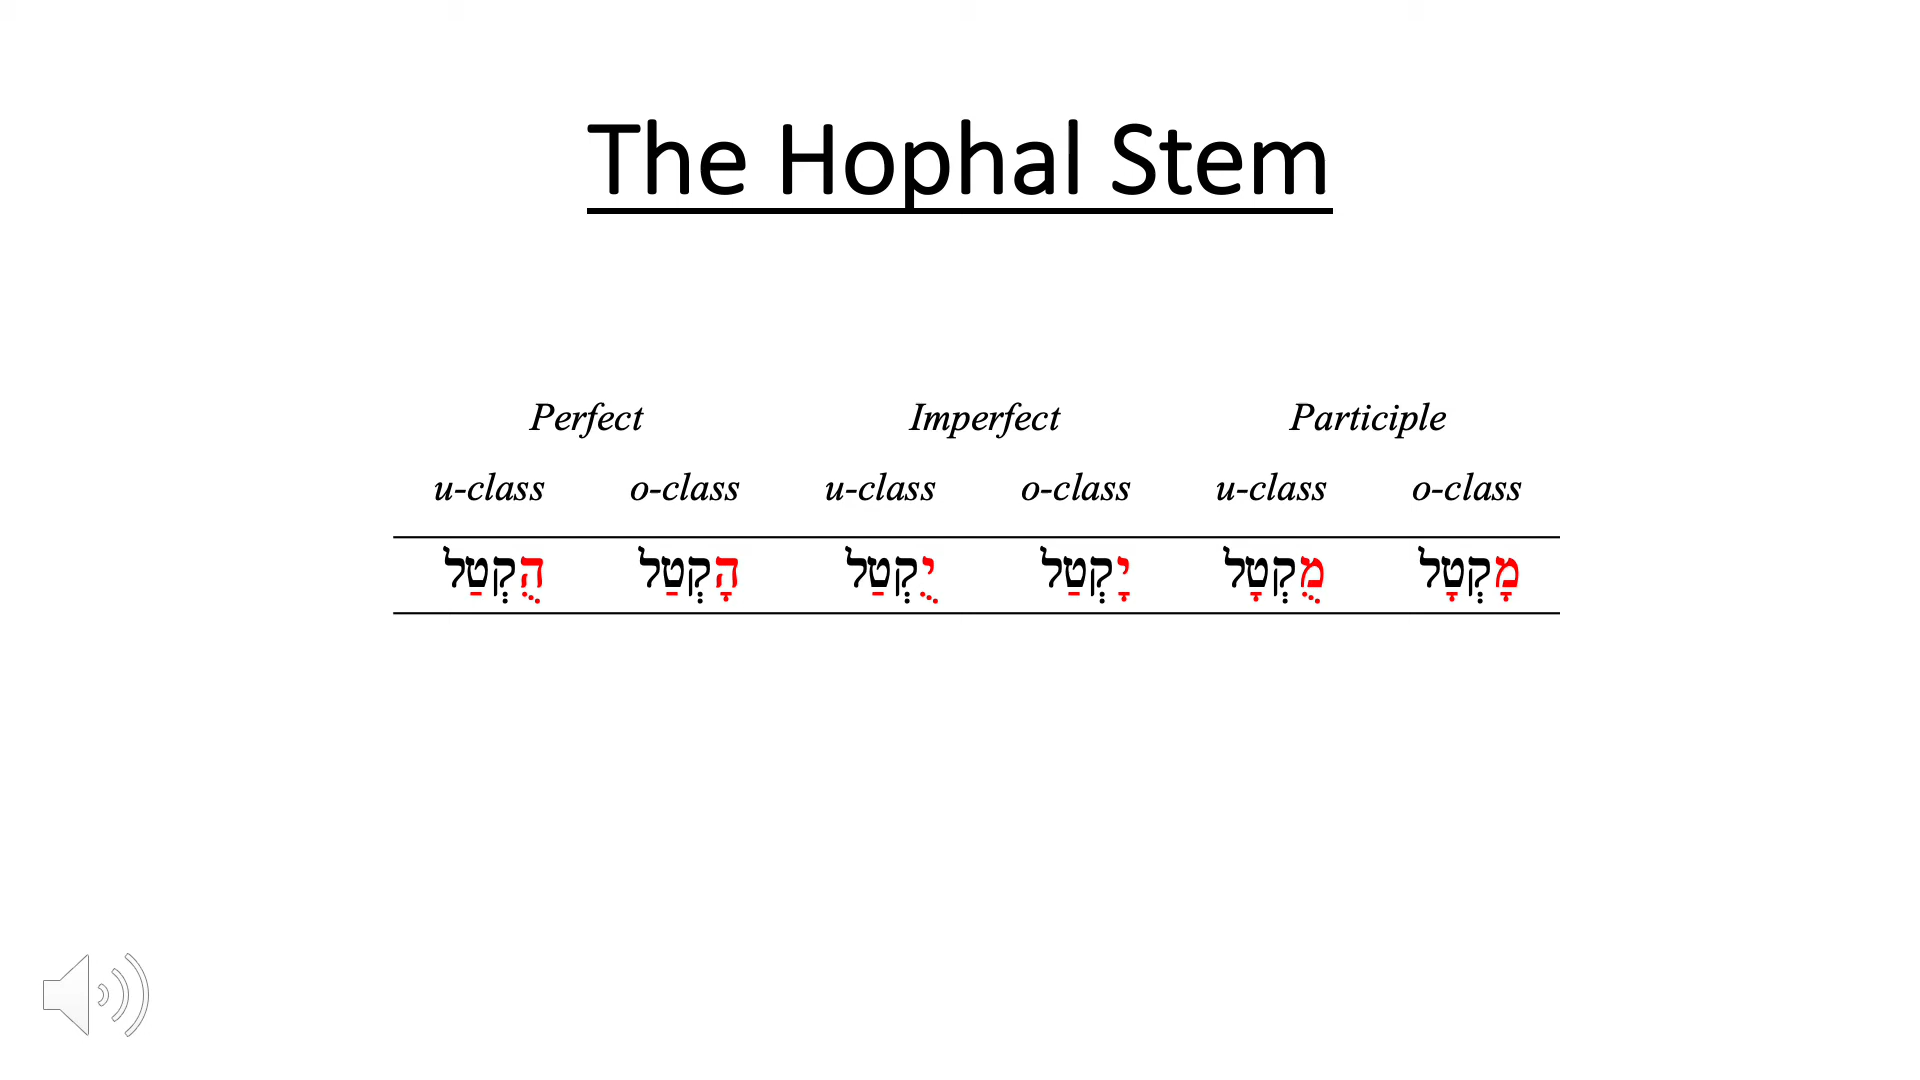 The Hophal Stem
Perfect Imperfect Participle
u-class o-class u-class o-class u-class o-class
הֻקְטַל הָקְטַל יֻקְטַל יָקְטַל מֻקְטָל מָקְטָל